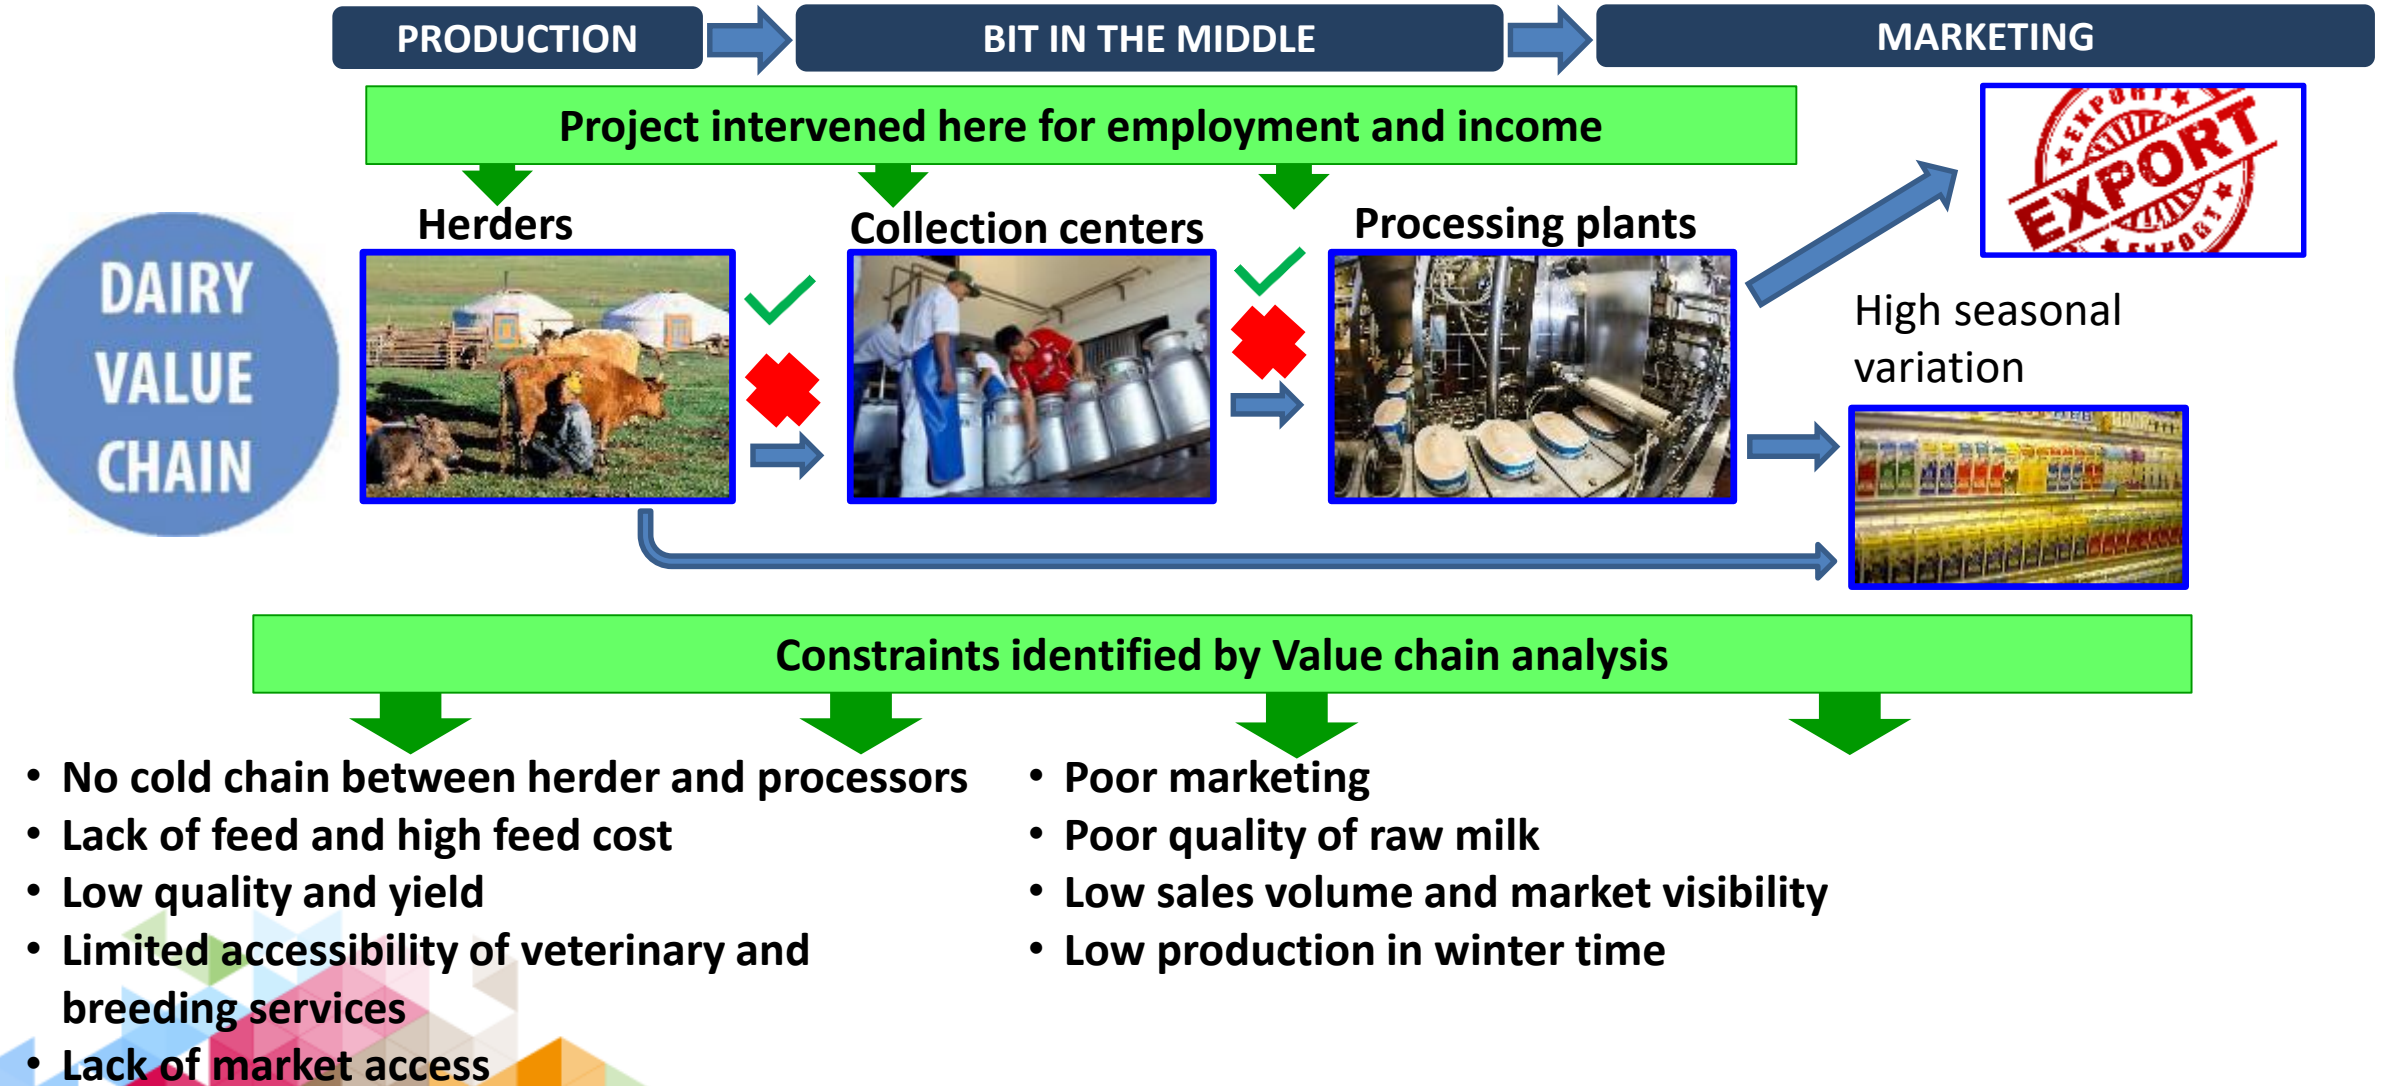 PRODUCTION
BIT IN THE MIDDLE
MARKETING
Project intervened here for employment and income
EXPORT
EXPORT
EXPORT
Herders
Collection centers
Processing plants
DAIRY
VALUE
CHAIN
High seasonal
variation
Constraints identified by Value chain analysis
• No cold chain between herder and processors
• Lack of feed and high feed cost
• Low quality and yield
• Limited accessibility of veterinary and
breeding services
• Lack of market access
• Poor marketing
• Poor quality of raw milk
• Low sales volume and market visibility
• Low production in winter time